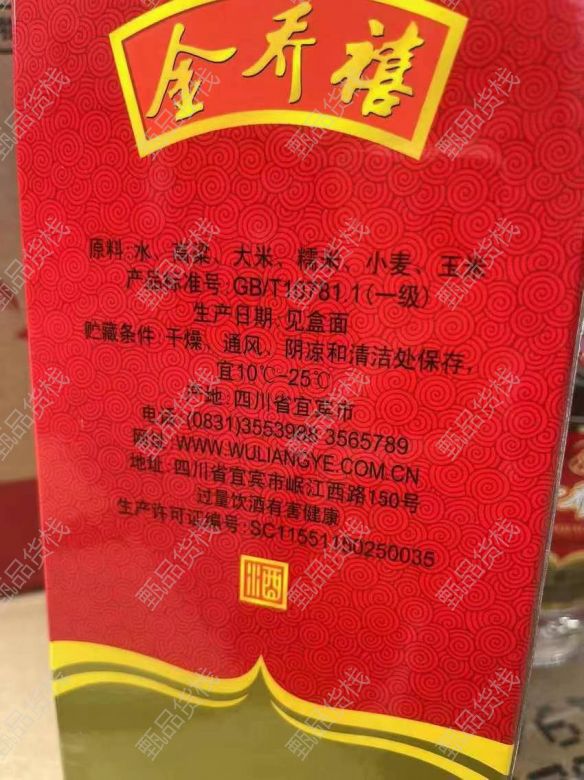 金乔禧
原料:水、高粱、大米、糯米、小麦、玉米
产品标准号:GB/T10781.1(一级)
生产日期:见盒面
贮藏条件:干燥、通风、阴凉和清洁处保存,
宜10℃-25℃
产地:四川省宜宾市
电话:(0831)3553988 3565789
网址:WWW.WULIANGYE.COM.CN
地址:四川省宜宾市岷江西路150号
过量饮酒有害健康
生产许可证编号:SC11551150250035
酒
甄品货栈